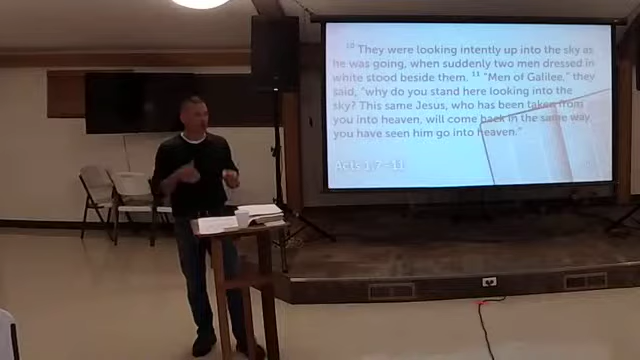 10 They were looking intently up into the sky as
he was going, when suddenly two men dressed in
white stood beside them. 11 "Men of Galilee," they
said, "why do you stand here looking into the
sky? This same Jesus, who has been taken from
you into heaven, will come back in the same way
you have seen him go into heaven."
Acts 1:7-11